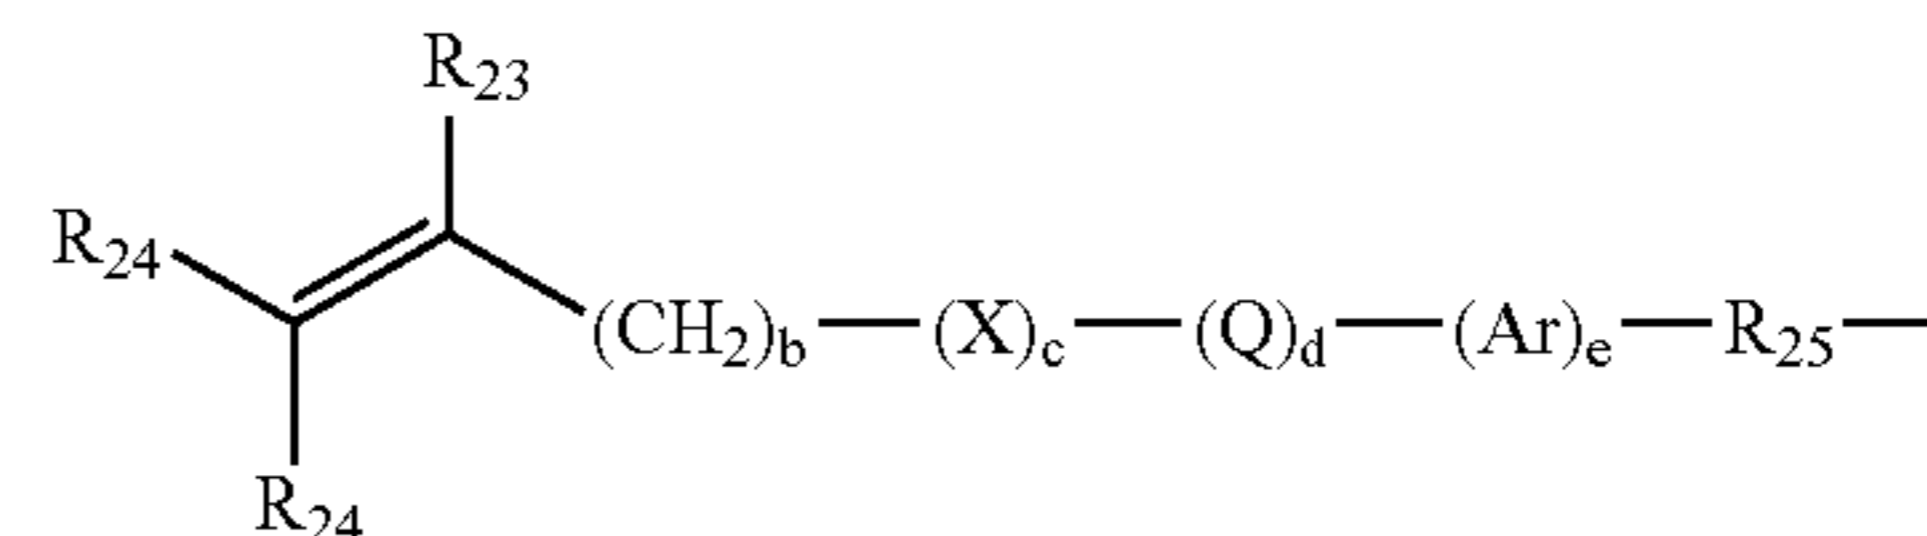 R₂₃
R₂₄
(CH₂)b—(X)c—(Q)d—(Ar)e—R₂₅—
R₂₄